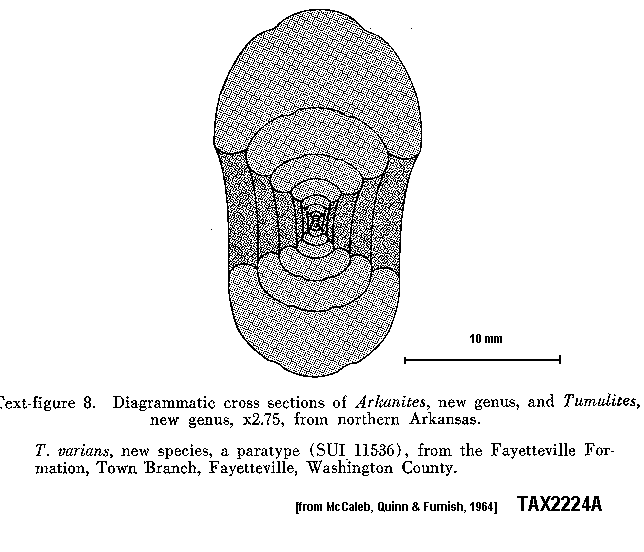 10 mm
Text-figure 8. Diagrammatic cross sections of Arkanites, new genus, and Tumulites,
new genus, x2.75, from northern Arkansas.
T. varians, new species, a paratype (SUI 11536), from the Fayetteville For-
mation, Town Branch, Fayetteville, Washington County.
[from McCaleb, Quinn & Furnish, 1964] TAX2224A